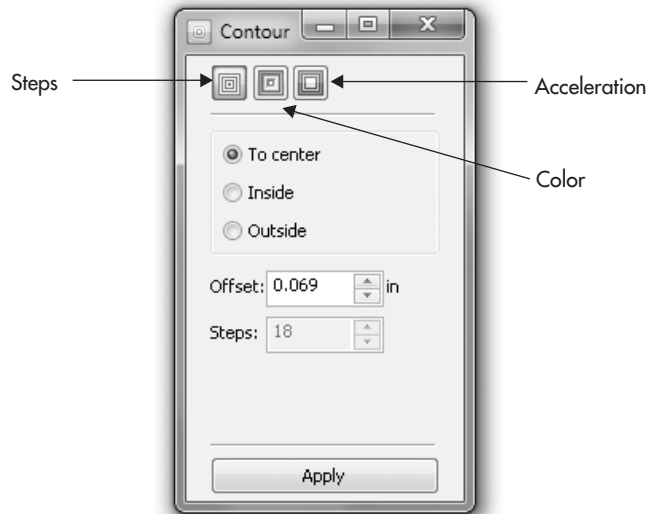 Contour
Steps
Acceleration
Color
To center
Inside
Outside
Offset: 0.069 in
Steps: 18
Apply